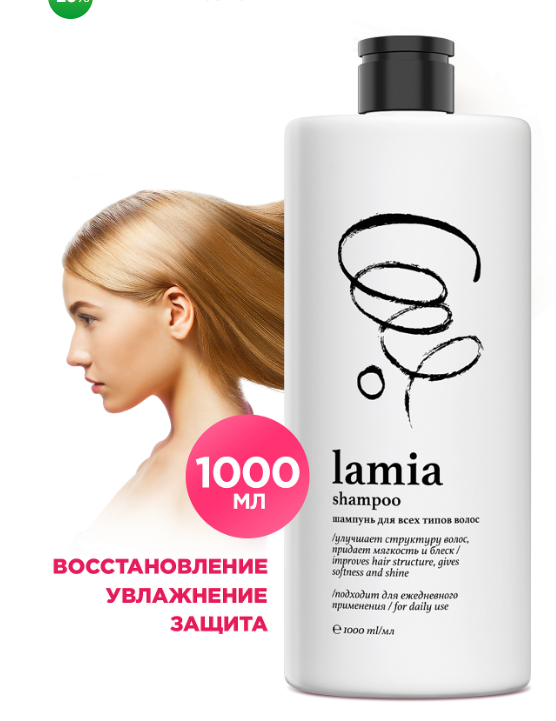 1000
МЛ
ВОССТАНОВЛЕНИЕ
УВЛАЖНЕНИЕ
ЗАЩИТА
lamia
shampoo
шампунь для всех типов волос
/улучшает структуру волос,
придает мягкость и блеск /
improves hair structure, gives
softness and shine
/подходит для ежедневного
применения / for daily use
℮ 1000 ml/мл